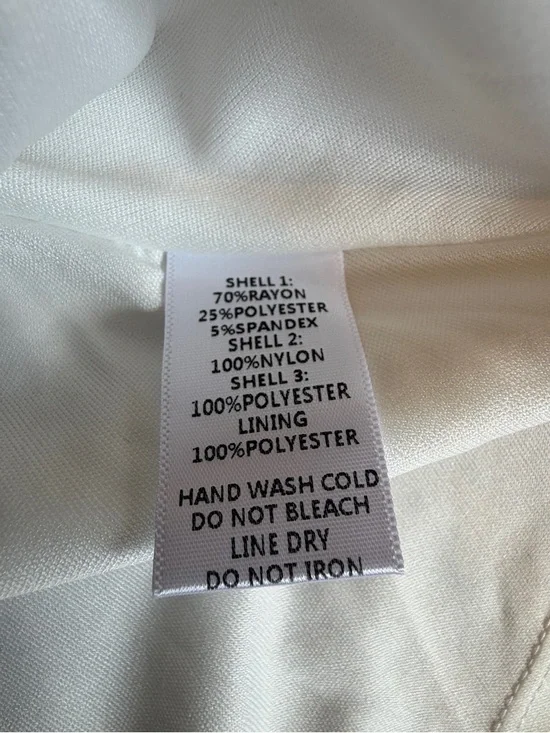 SHELL 1:
70%RAYON
25%POLYESTER
5%SPANDEX
SHELL 2:
100%NYLON
SHELL 3:
100%POLYESTER
LINING
100%POLYESTER
HAND WASH COLD
DO NOT BLEACH
LINE DRY
DO NOT IRON